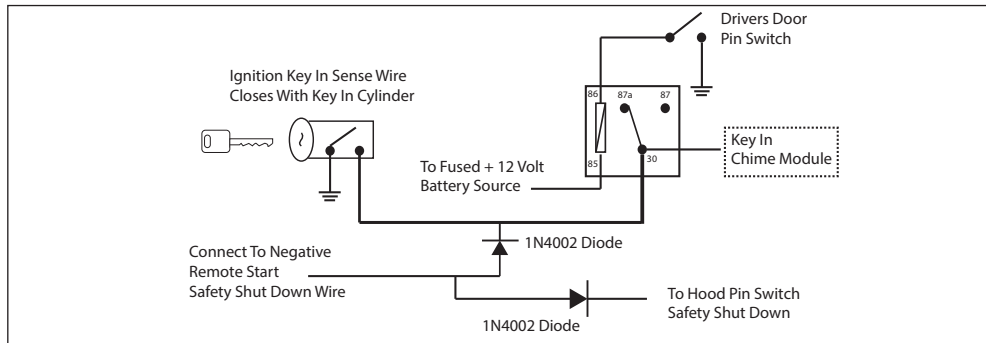 Drivers Door
Pin Switch
Ignition Key In Sense Wire
Closes With Key In Cylinder
86
87a
87
Key In
Chime Module
30
85
To Fused + 12 Volt
Battery Source
1N4002 Diode
Connect To Negative
Remote Start
Safety Shut Down Wire
To Hood Pin Switch
Safety Shut Down
1N4002 Diode